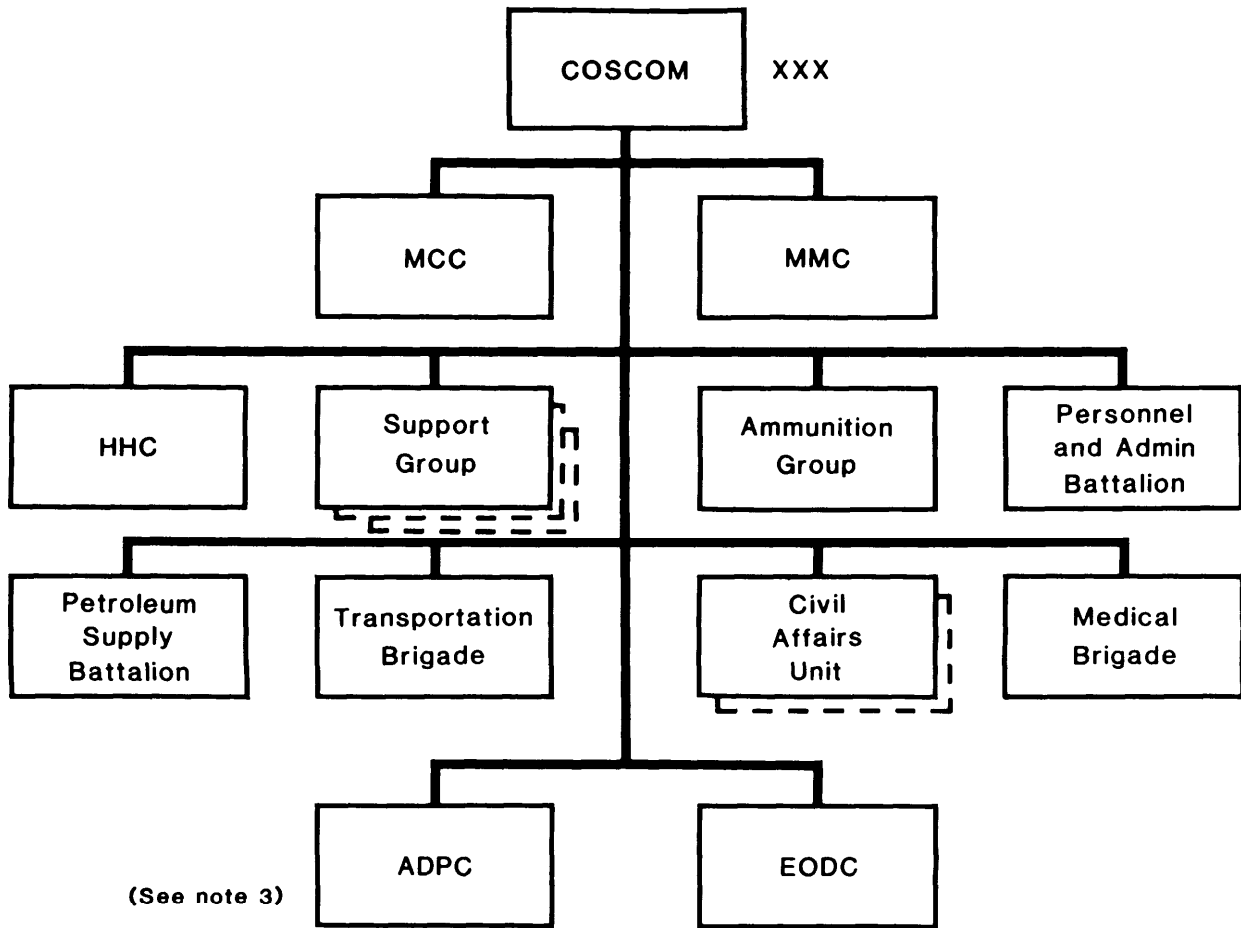 COSCOM XXX
MCC
MMC
HHC
Support
Group
Ammunition
Group
Personnel
and Admin
Battalion
Petroleum
Supply
Battalion
Transportation
Brigade
Civil
Affairs
Unit
Medical
Brigade
(See note 3)
ADPC
EODC